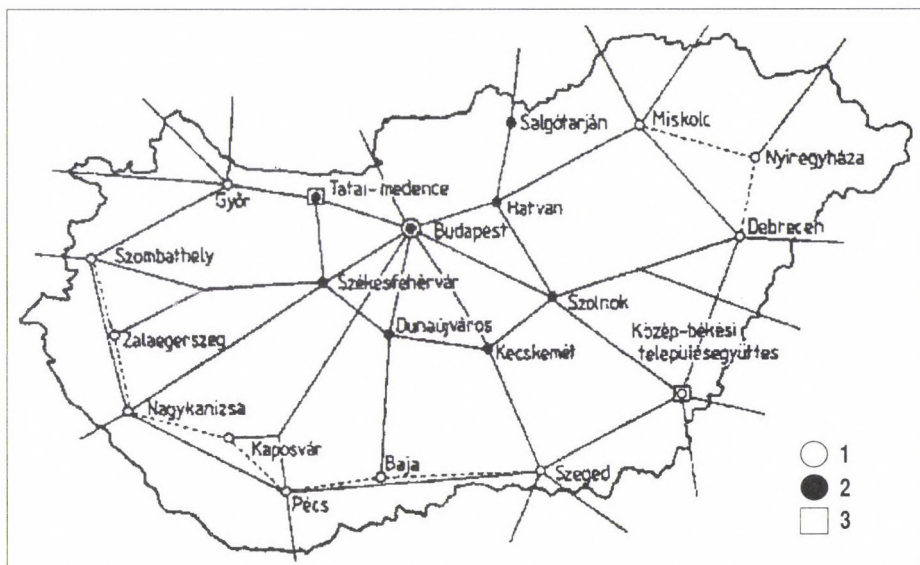 Salgótarján
Miskolc
Nyíregyháza
Tatai-medence
Győr
Hatvan
Budapest
Debrecen
Szombathely
Székesfehérvár
Szolnok
Dunaújváros
Zalaegerszeg
Kecskemét
Közép-békési
településegyüttes
Nagykanizsa
Kaposvár
Baja
Szeged
Pécs
1
2
3